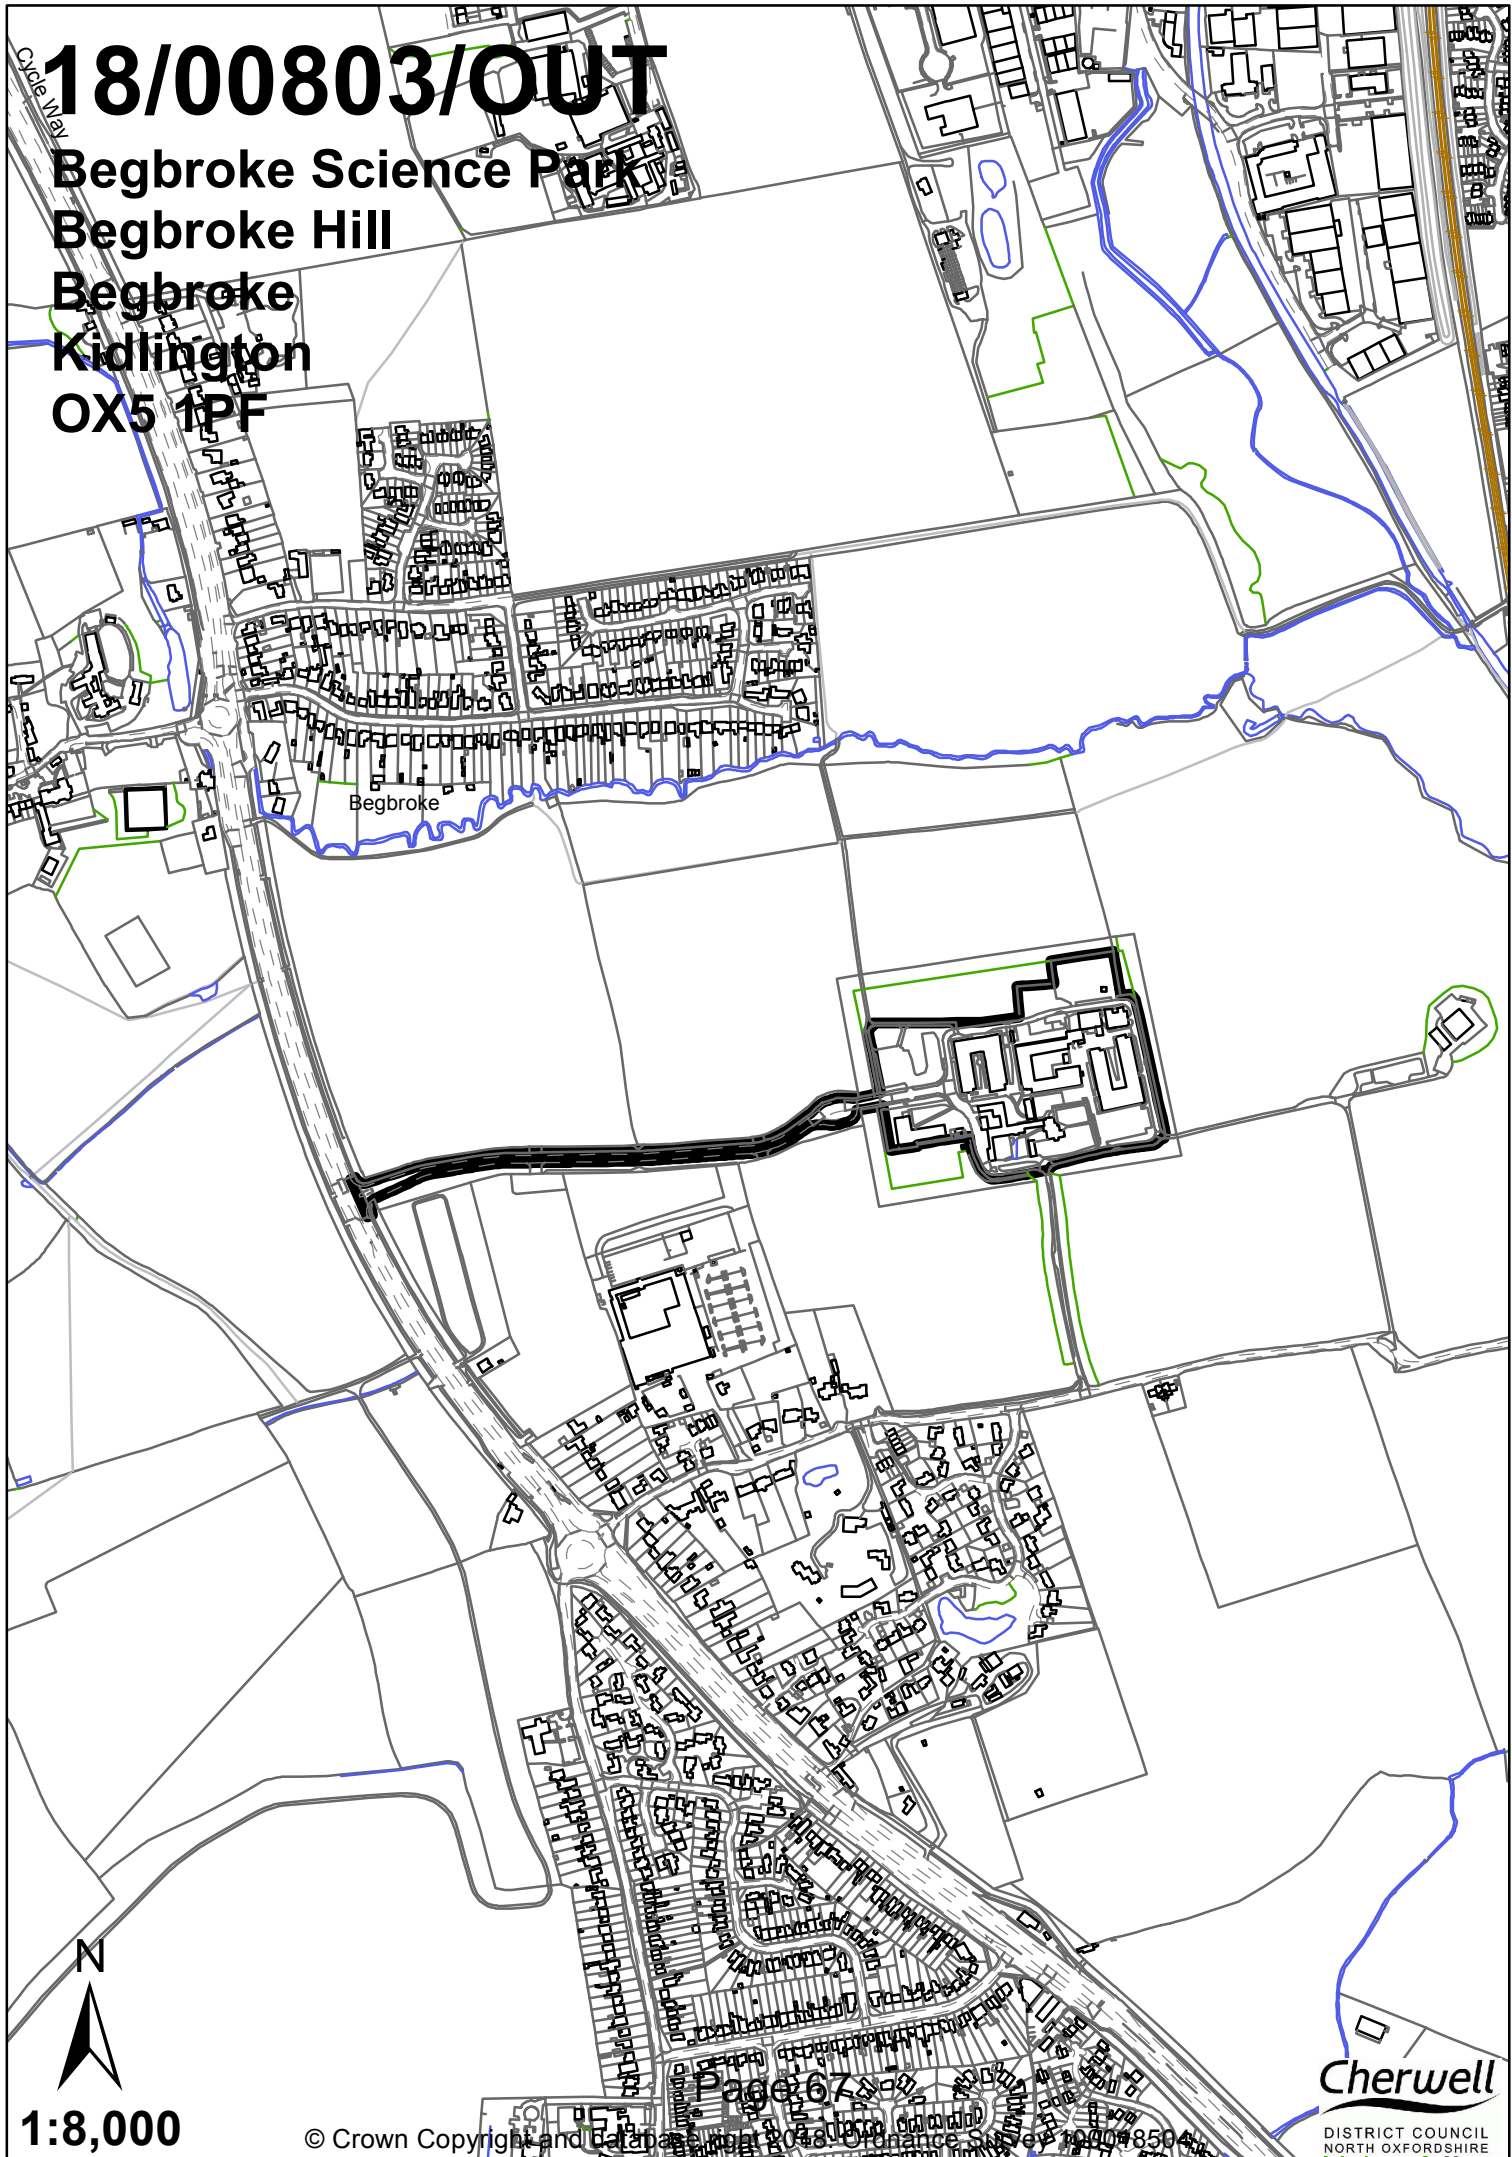 Cycle Way
18/00803/OUT
Begbroke Science Park
Begbroke Hill
Begbroke
Kidlington
OX5 1PF
Begbroke
N
1:8,000
Page 67
© Crown Copyright and database right 2018. Ordnance Survey 100018504
Cherwell
DISTRICT COUNCIL
NORTH OXFORDSHIRE